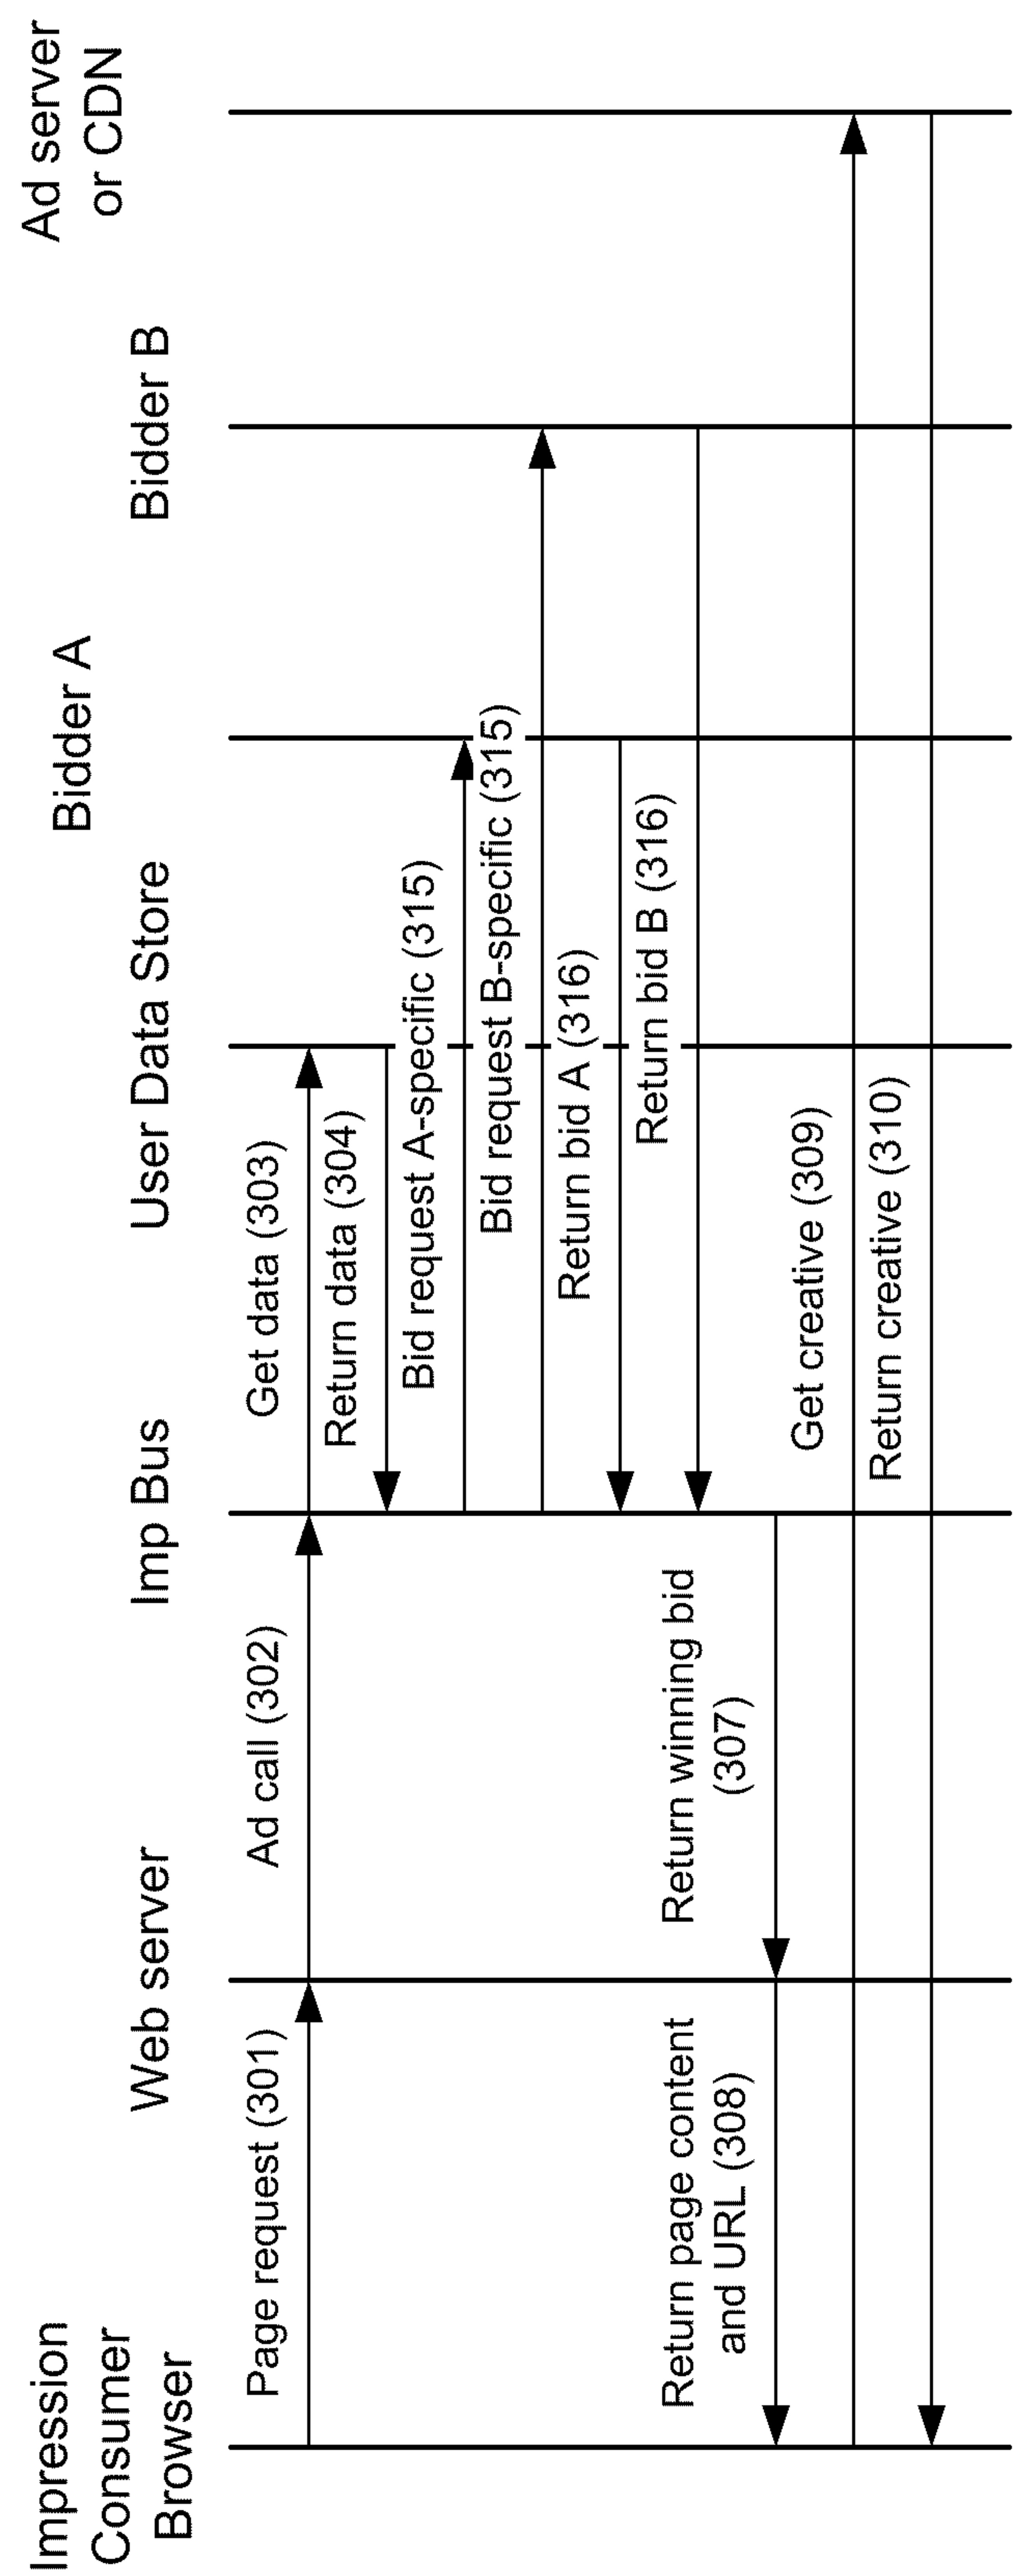 Impression
Consumer
Browser
Web server
Imp Bus
User Data Store
Bidder A
Bidder B
Ad server
or CDN
Page request (301)
Ad call (302)
Get data (303)
Return data (304)
Bid request A-specific (315)
Bid request B-specific (315)
Return bid A (316)
Return bid B (316)
Return winning bid
(307)
Return page content
and URL (308)
Get creative (309)
Return creative (310)